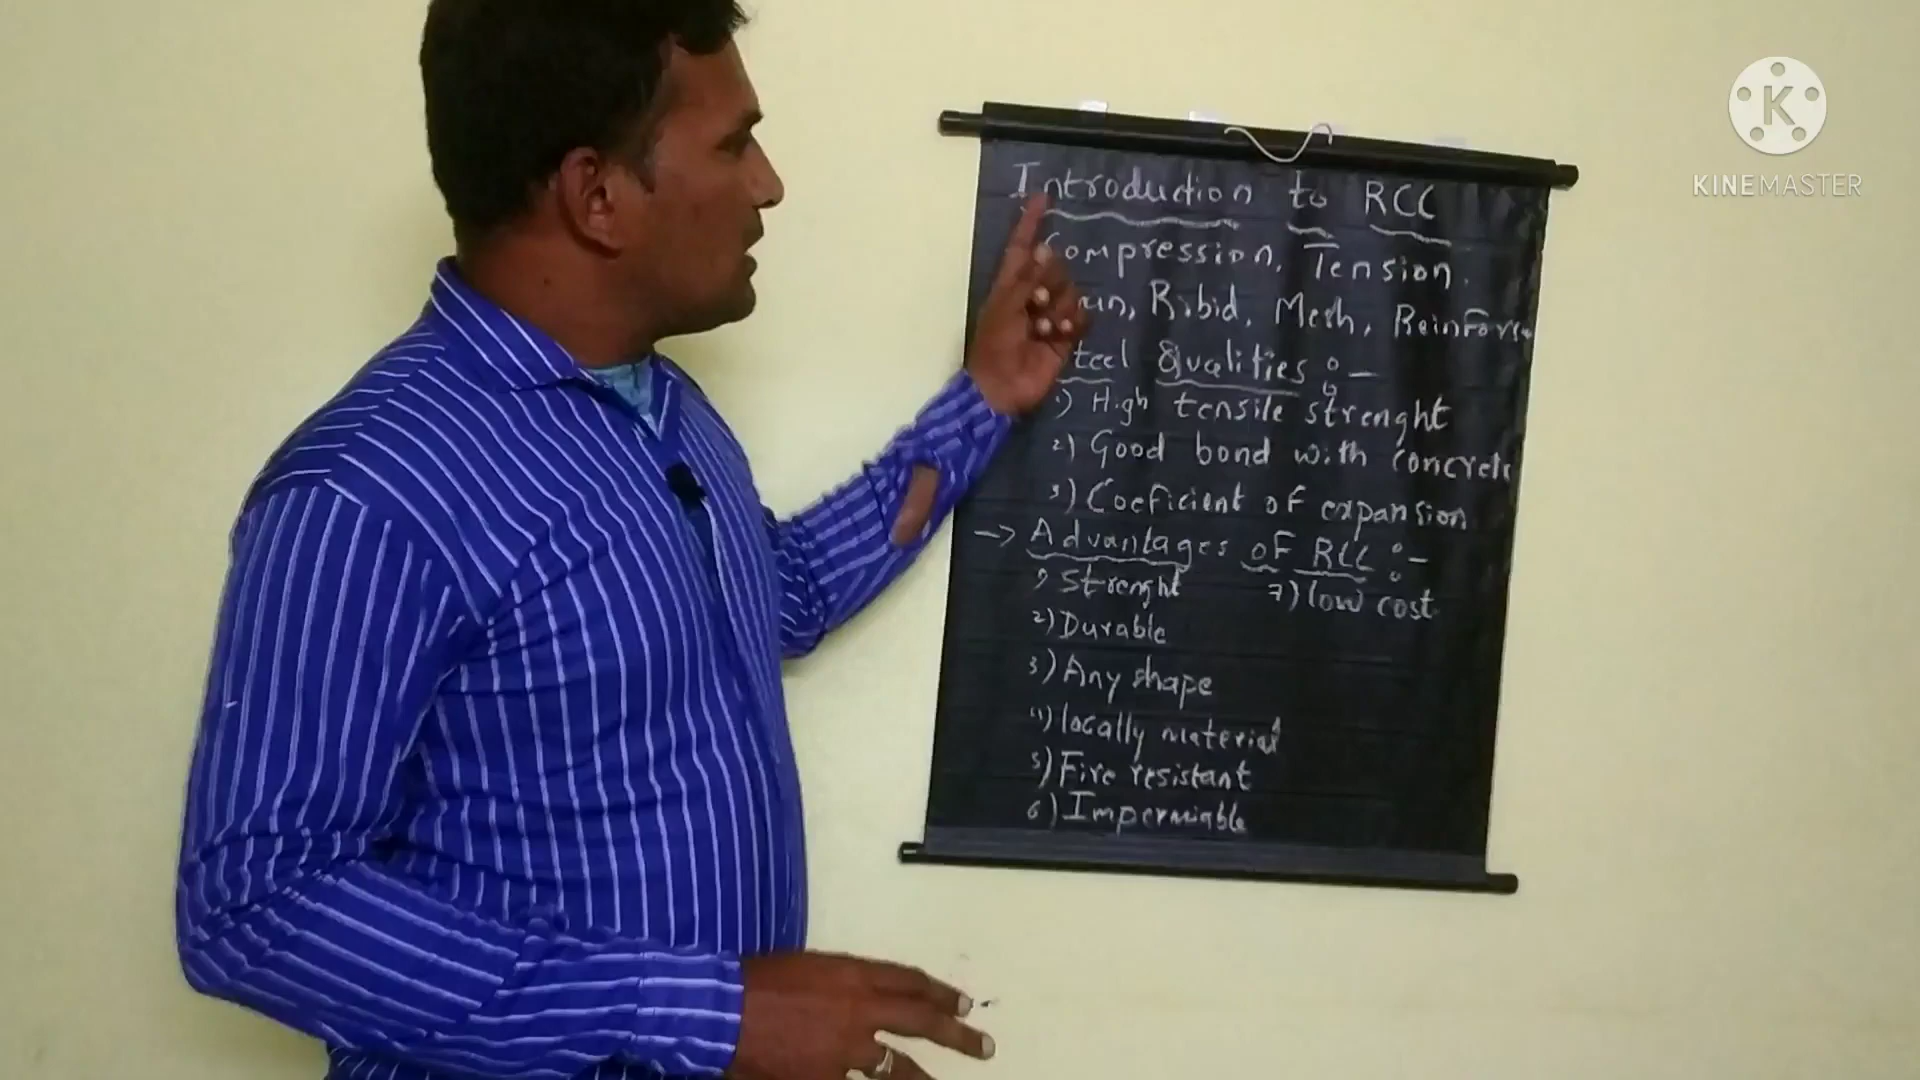 Introduction to RCC
Compression, Tension.
Ribid, Mesh,
Steel Qualities :-
1) High tensile strenght
2) Good bond with concrete
3) Coeficient of expansion
-> Advantages of RCC :-
1) Strenght 7) low cost
2) Durable
3) Any shape
4) locally material
5) Fire resistant
6) Impermiable
K
KINEMASTER